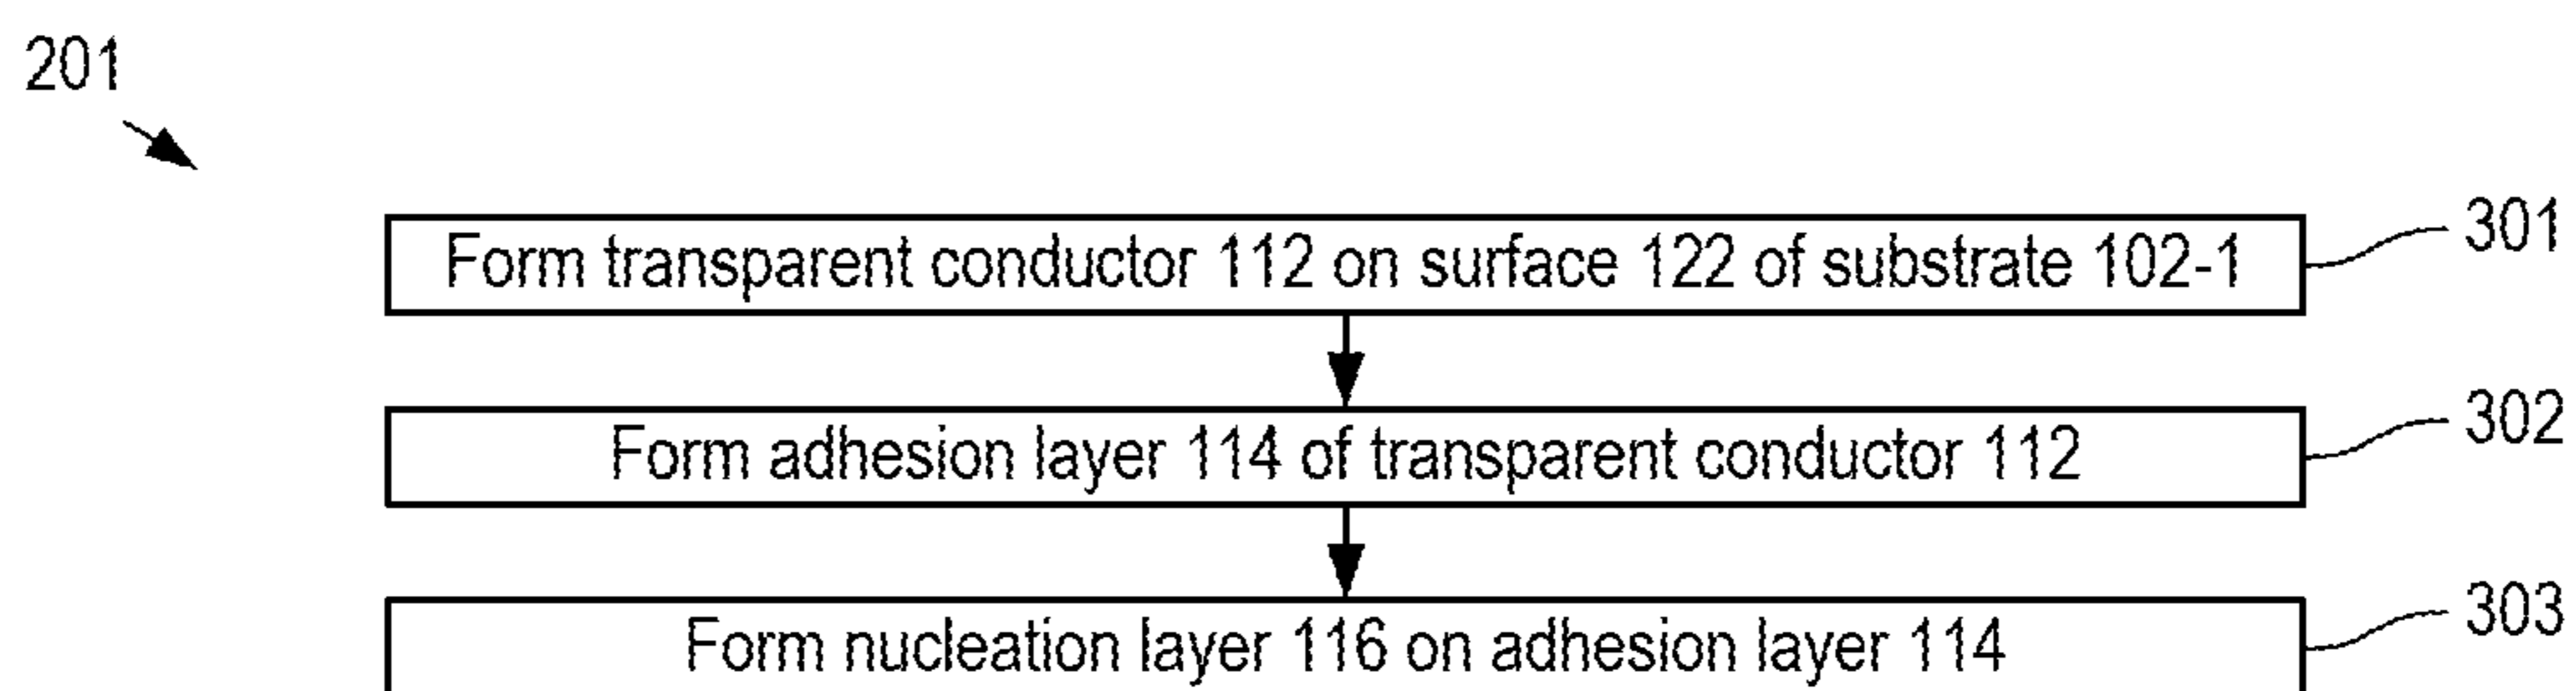 201
Form transparent conductor 112 on surface 122 of substrate 102-1
301
Form adhesion layer 114 of transparent conductor 112
302
Form nucleation layer 116 on adhesion layer 114
303